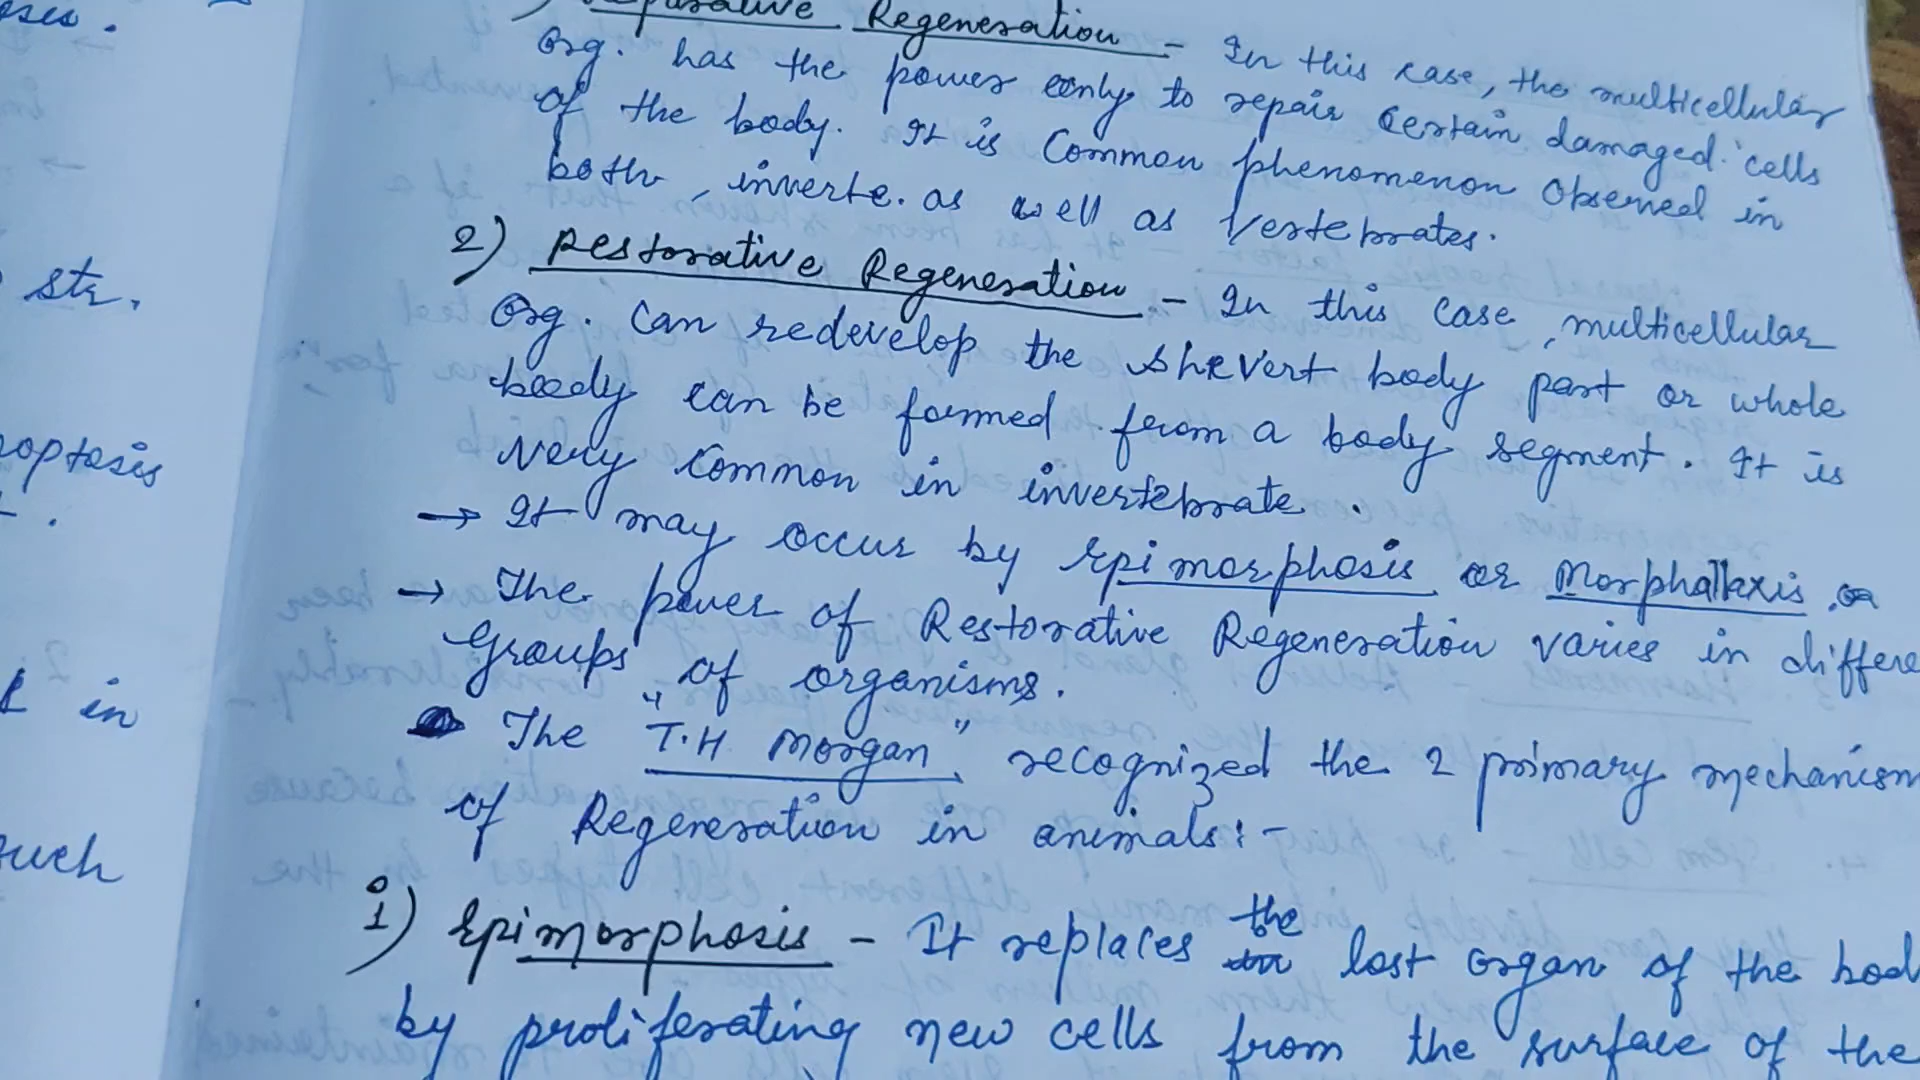 Regeneration - In this case, the multicellular
Org. has the power only to repair certain damaged cells
of the body. It is Common phenomenon Observed in
both, inverte. as well as Vertebrates.
2) Restorative Regeneration - In this case, multicellular
Org. can redevelop the body part or whole
body can be formed from a body segment. It is
very common in invertebrate.
→ It may occur by Epimorphosis or Morphallaxis.
→ The power of Restorative Regeneration varies in differe
groups of organisms.
The "T.H Morgan" recognized the 2 primary mechanism
of Regeneration in animals:-
i) Epimorphosis - It replaces the lost organ of the bod
by proliferating new cells from the surface of the
str.
optosis
in
uch